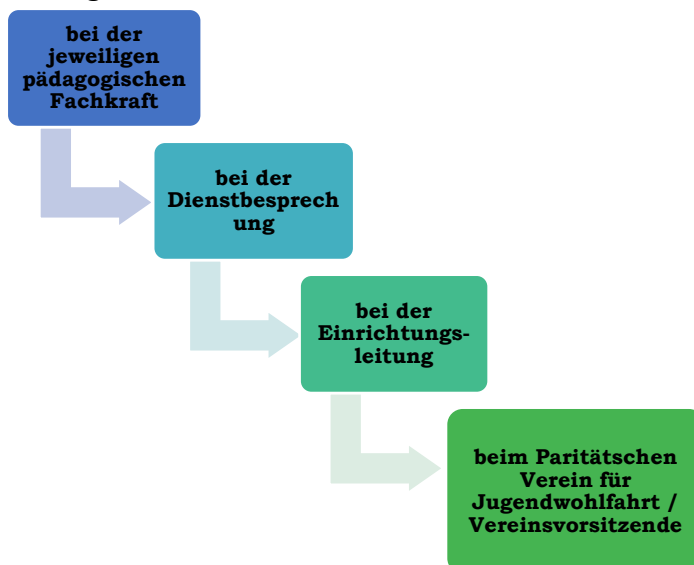 bei der
jeweiligen
pädagogischen
Fachkraft
bei der
Dienstbesprech
ung
bei der
Einrichtungs-
leitung
beim Paritätschen
Verein für
Jugendwohlfahrt /
Vereinsvorsitzende